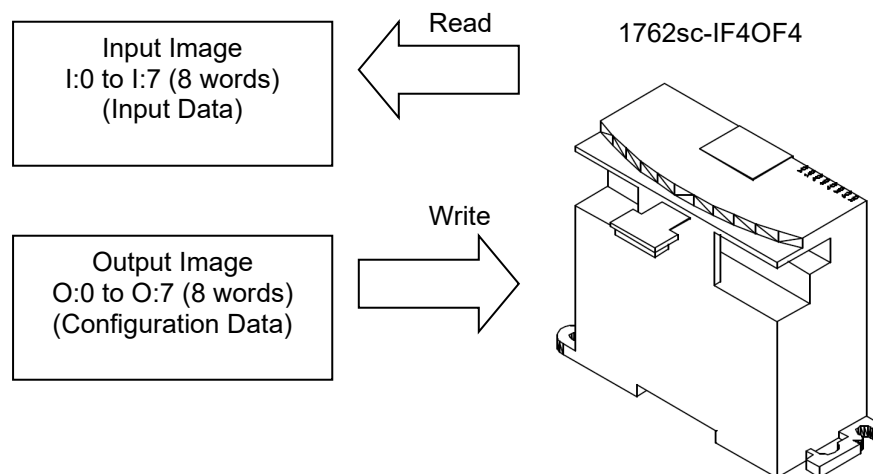 Input Image
I:0 to I:7 (8 words)
(Input Data)
Read
1762sc-IF4OF4
Output Image
O:0 to O:7 (8 words)
(Configuration Data)
Write